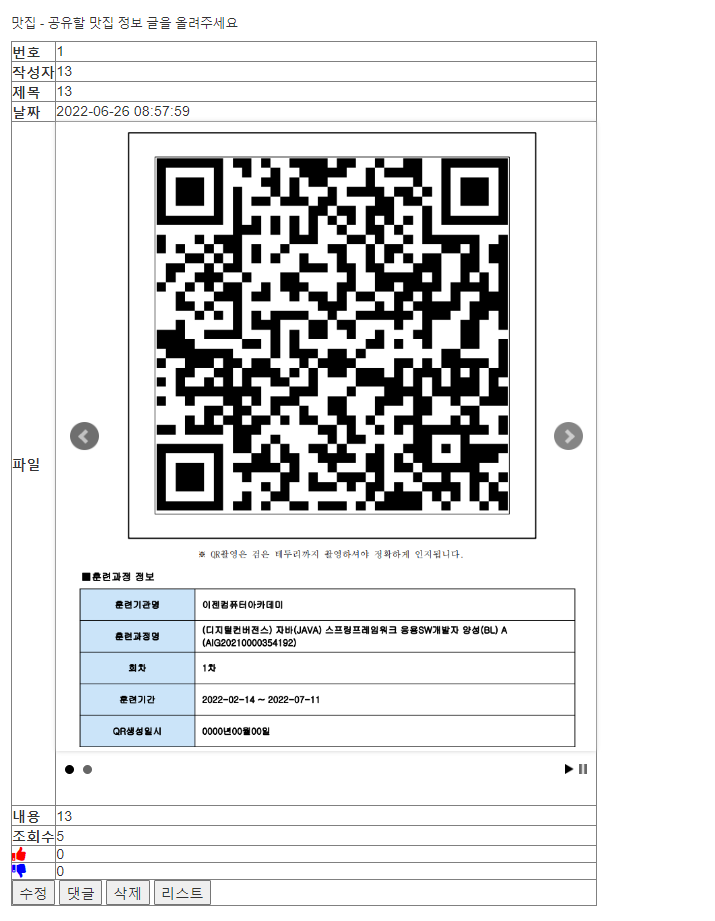 맛집 - 공유할 맛집 정보 글을 올려주세요
번호 1
작성자 13
제목 13
날짜 2022-06-26 08:57:59
파일
※ QR촬영은 검은 테두리까지 촬영하셔야 정확하게 인지됩니다.
■훈련과정 정보
훈련기관명 이젠컴퓨터아카데미
훈련과정명 (디지털컨버전스) 자바(JAVA) 스프링프레임워크 응용SW개발자 양성(BL) A
(AIG20210000354192)
회차 1차
훈련기간 2022-02-14 ~ 2022-07-11
QR생성일시 0000년00월00일
내용 13
조회수 5
0
0
수정 댓글 삭제 리스트